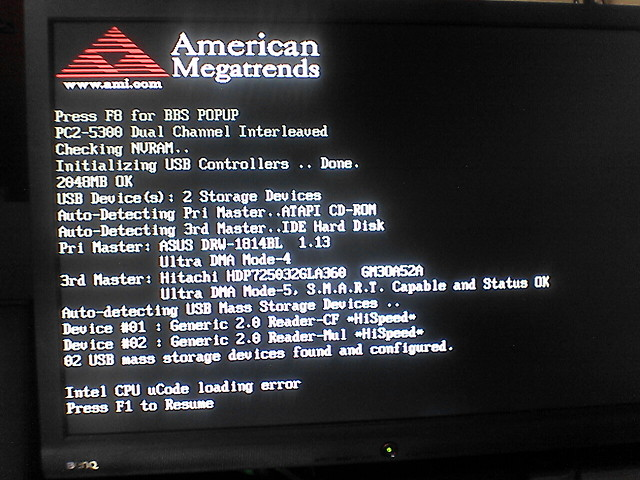 American
Megatrends
www.ami.com
Press F8 for BBS POPUP
PC2-5300 Dual Channel Interleaved
Checking NVRAM..
Initializing USB Controllers .. Done.
2048MB OK
USB Device(s): 2 Storage Devices
Auto-Detecting Pri Master..ATAPI CD-ROM
Auto-Detecting 3rd Master..IDE Hard Disk
Pri Master: ASUS DRW-1814BL 1.13
Ultra DMA Mode-4
3rd Master: Hitachi HDP725032GLA360 GM3OA52A
Ultra DMA Mode-5, S.M.A.R.T. Capable and Status OK
Auto-detecting USB Mass Storage Devices ..
Device #01 : Generic 2.0 Reader-CF *HiSpeed*
Device #02 : Generic 2.0 Reader-Mul *HiSpeed*
02 USB mass storage devices found and configured.
Intel CPU uCode loading error
Press F1 to Resume
BenQ